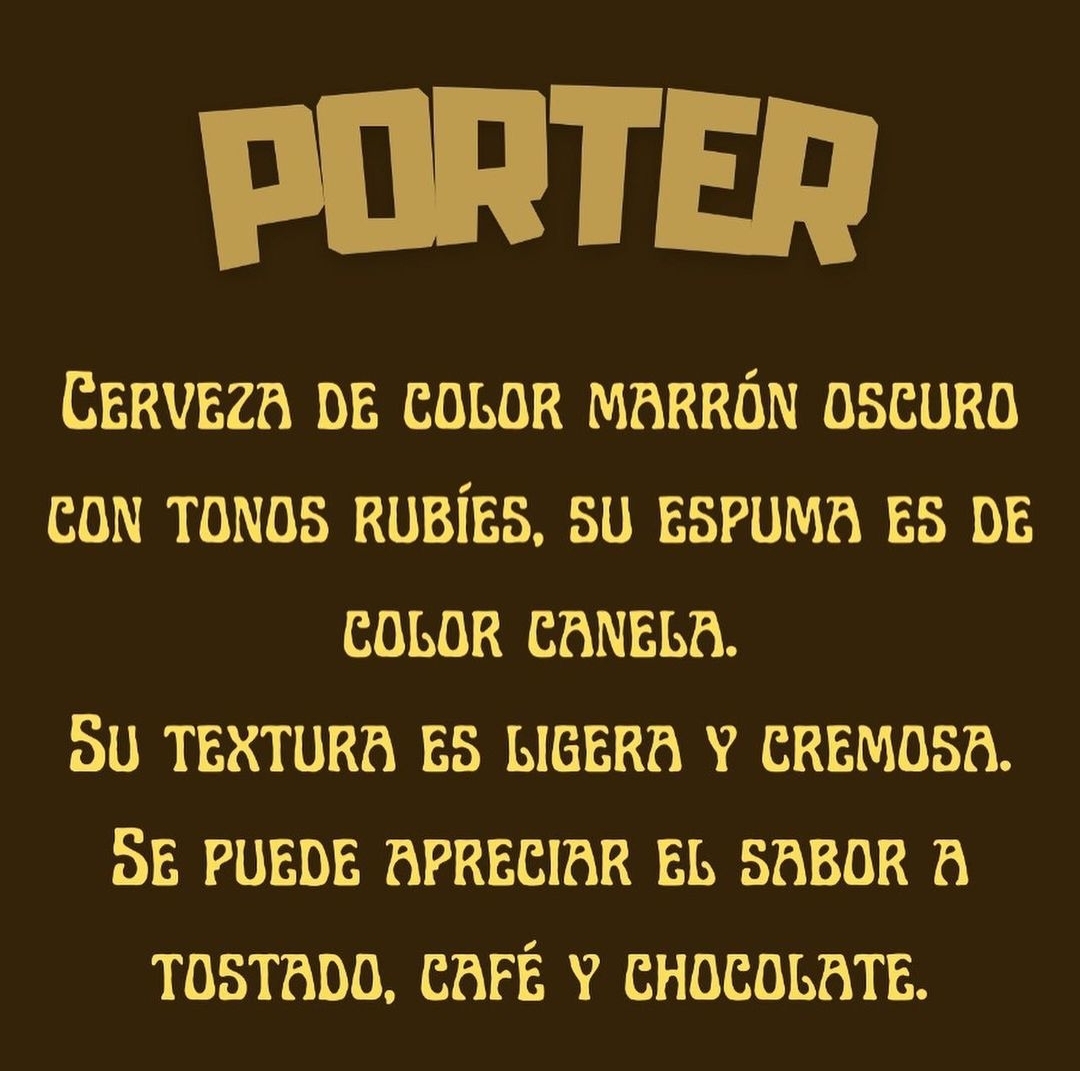 PORTER
Cerveza de color marrón oscuro
con tonos rubíes, su espuma es de
color canela.
Su textura es ligera y cremosa.
Se puede apreciar el sabor a
tostado, café y chocolate.